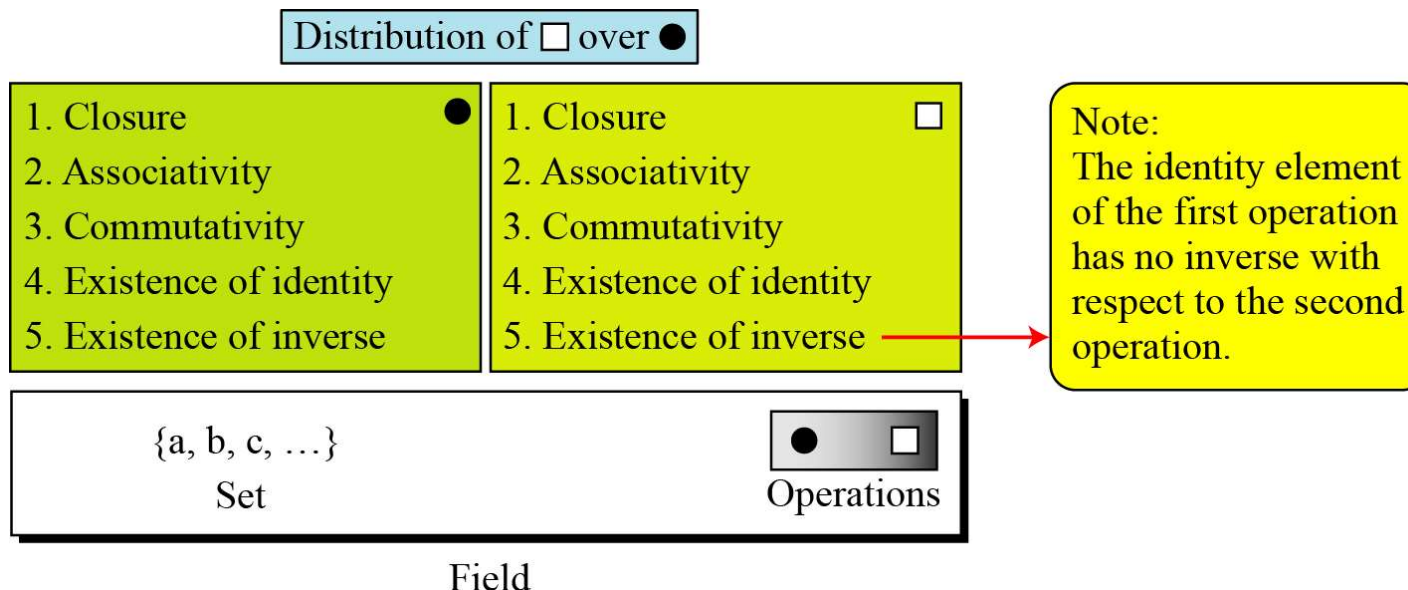 Distribution of □ over ●
1. Closure ●
2. Associativity
3. Commutativity
4. Existence of identity
5. Existence of inverse
1. Closure □
2. Associativity
3. Commutativity
4. Existence of identity
5. Existence of inverse
Note:
The identity element
of the first operation
has no inverse with
respect to the second
operation.
{a, b, c, …}
Set
● □
Operations
Field